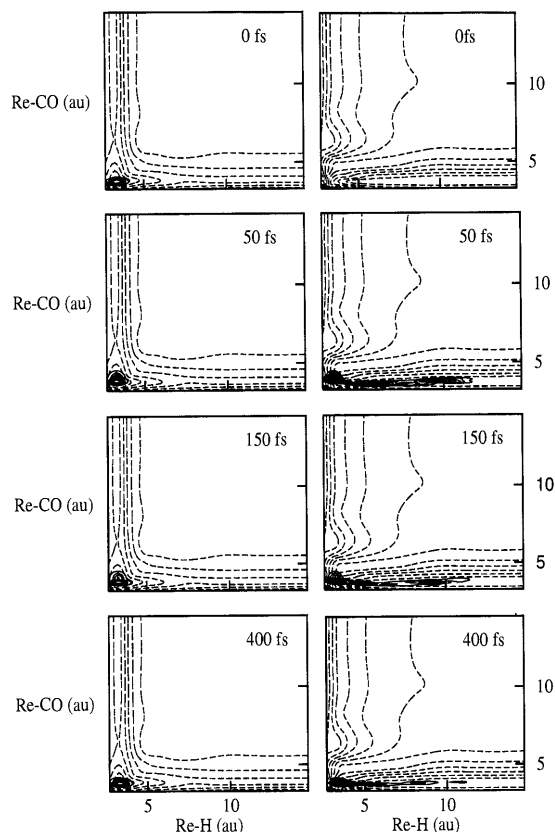 0 fs 0fs
Re-CO (au) 10
5
50 fs 50 fs
Re-CO (au) 10
5
150 fs 150 fs
Re-CO (au) 10
5
400 fs 400 fs
Re-CO (au) 10
5
5 10 5 10
Re-H (au) Re-H (au)